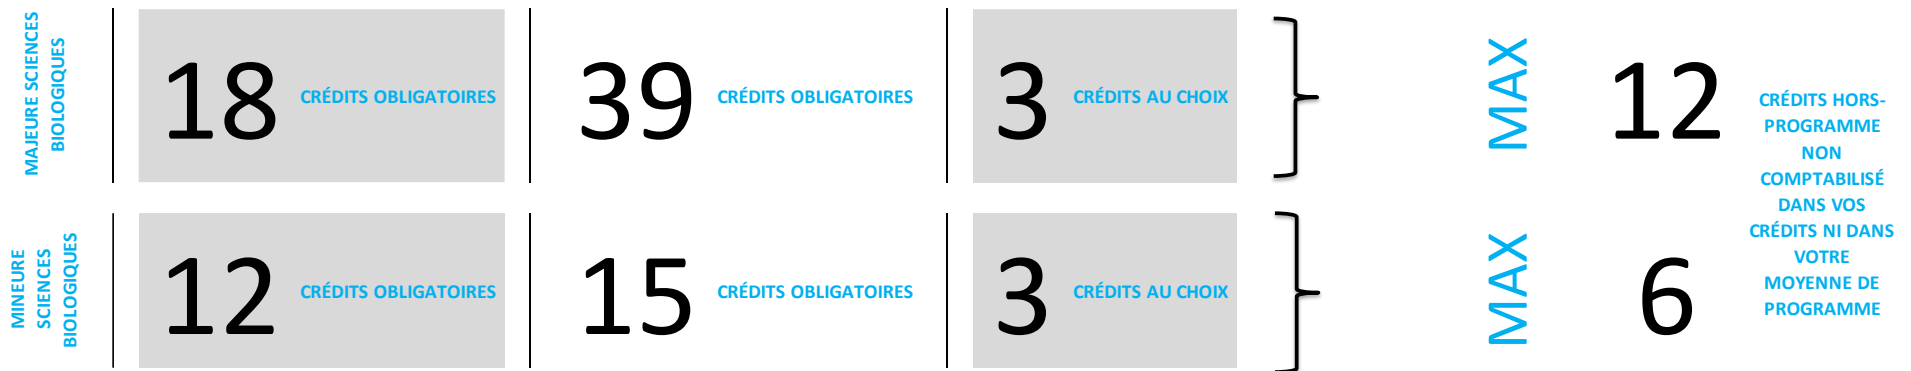 MAJEURE SCIENCES
BIOLOGIQUES
18
CRÉDITS OBLIGATOIRES
39
CRÉDITS OBLIGATOIRES
3
CRÉDITS AU CHOIX
MAX
12
MINEURE
SCIENCES
BIOLOGIQUES
12
CRÉDITS OBLIGATOIRES
15
CRÉDITS OBLIGATOIRES
3
CRÉDITS AU CHOIX
MAX
6
CRÉDITS HORS-
PROGRAMME
NON
COMPTABILISÉ
DANS VOS
CRÉDITS NI DANS
VOTRE
MOYENNE DE
PROGRAMME